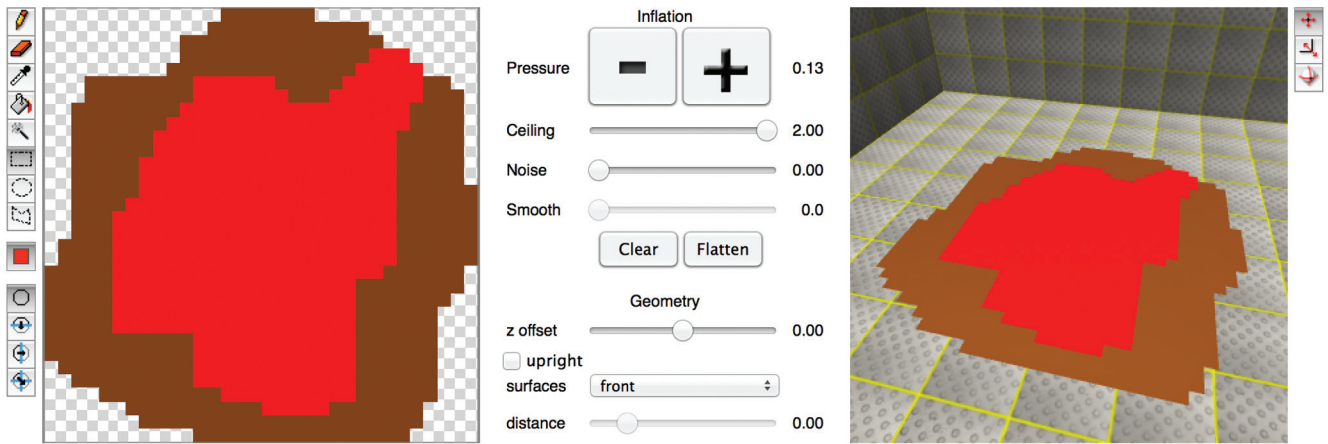 Inflation
Pressure 0.13
Ceiling 2.00
Noise 0.00
Smooth 0.0
Clear Flatten
Geometry
z offset 0.00
upright
surfaces front
distance 0.00